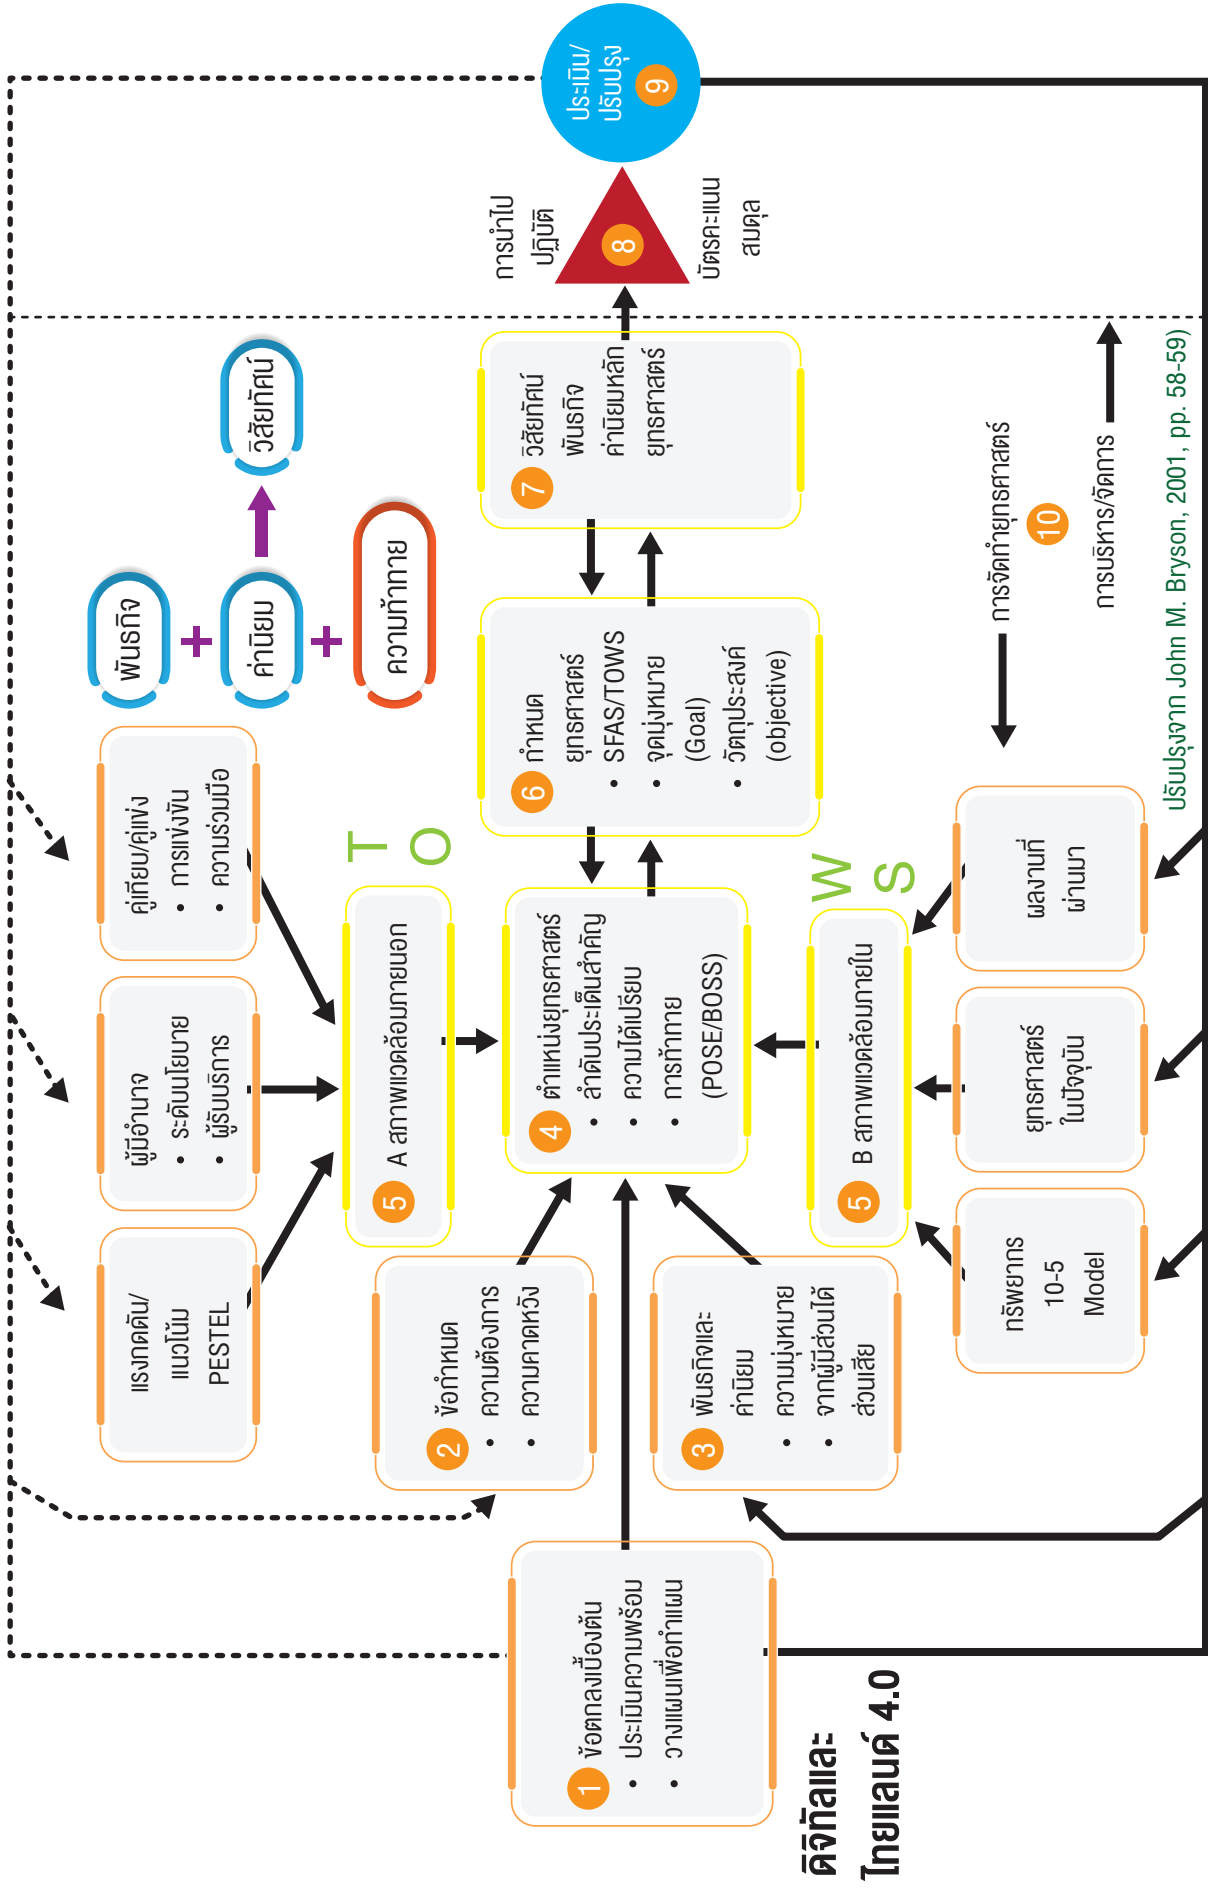 ดิจิทัลและ
ไทยแลนด์ 4.0
1
ข้อตกลงเบื้องต้น
• ประเมินความพร้อม
• วางแผนเพื่อทำแผน
2
ข้อกำหนด
• ความต้องการ
• ความคาดหวัง
3
พันธกิจและ
ค่านิยม
• ความมุ่งหมาย
• จากผู้มีส่วนได้
ส่วนเสีย
แรงกดดัน/
แนวโน้ม
PESTEL
ผู้มีอำนาจ
• ระดับนโยบาย
• ผู้รับบริการ
คู่เทียบ/คู่แข่ง
• การแข่งขัน
• ความร่วมมือ
5
A สภาพแวดล้อมภายนอก
T
O
4
ตำแหน่งยุทธศาสตร์
• ลำดับประเด็นสำคัญ
• ความได้เปรียบ
• การท้าทาย
(POSE/BOSS)
5
B สภาพแวดล้อมภายใน
W
S
ทรัพยากร
10-5
Model
ยุทธศาสตร์
ในปัจจุบัน
ผลงานที่
ผ่านมา
พันธกิจ
+
ค่านิยม
+
ความท้าทาย
วิสัยทัศน์
6
กำหนด
ยุทธศาสตร์
• SFAS/TOWS
• จุดมุ่งหมาย
(Goal)
• วัตถุประสงค์
(objective)
7
วิสัยทัศน์
พันธกิจ
ค่านิยมหลัก
ยุทธศาสตร์
การนำไป
ปฏิบัติ
8
บัตรคะแนน
สมดุล
ประเมิน/
ปรับปรุง
9
การจัดทำยุทธศาสตร์
10
การบริหาร/จัดการ
ปรับปรุงจาก John M. Bryson, 2001, pp. 58-59)